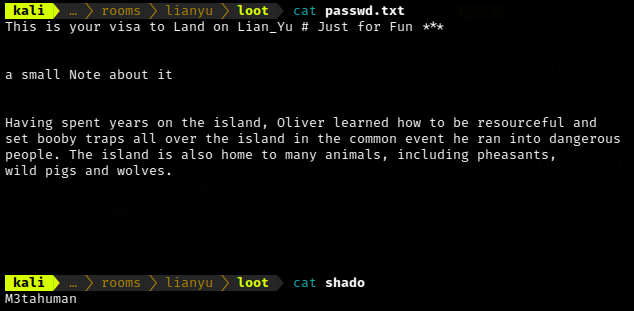 kali … rooms lianyu loot cat passwd.txt
This is your visa to Land on Lian_Yu # Just for Fun ***
a small Note about it
Having spent years on the island, Oliver learned how to be resourceful and
set booby traps all over the island in the common event he ran into dangerous
people. The island is also home to many animals, including pheasants,
wild pigs and wolves.
kali … rooms lianyu loot cat shado
M3tahuman